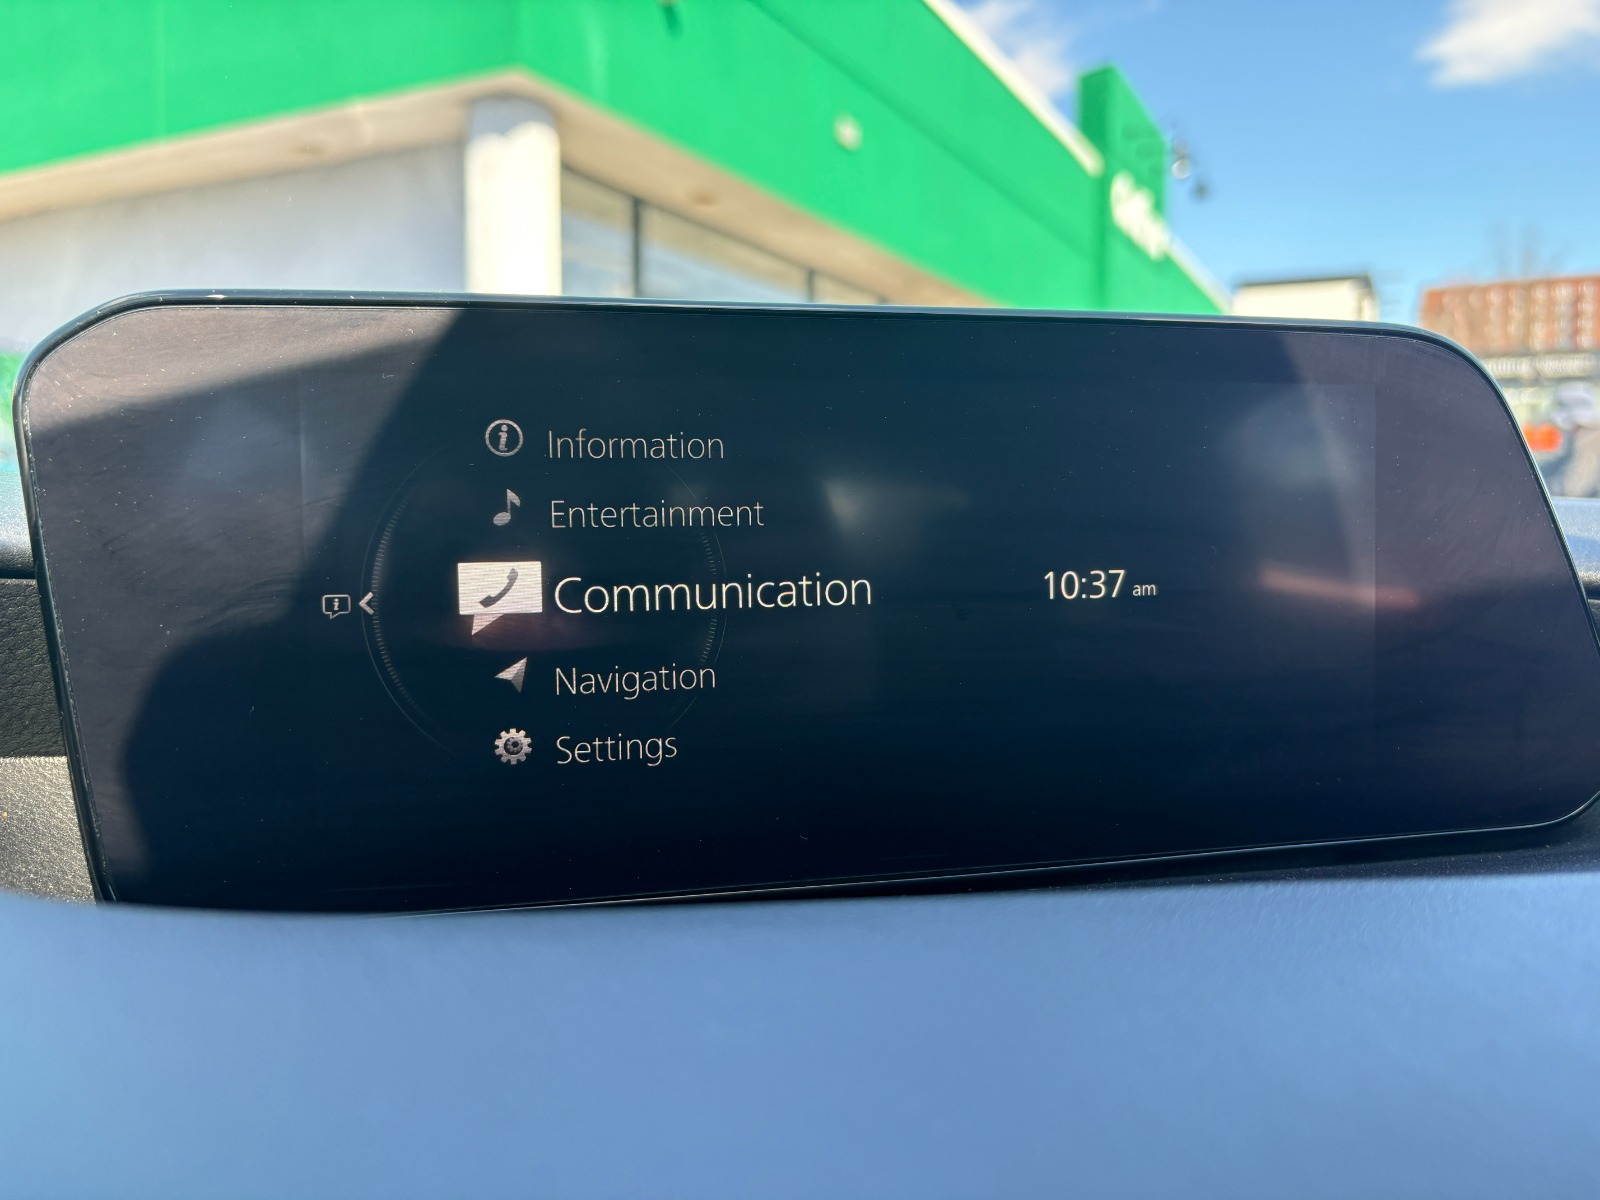 Information
Entertainment
Communication
10:37 am
Navigation
Settings